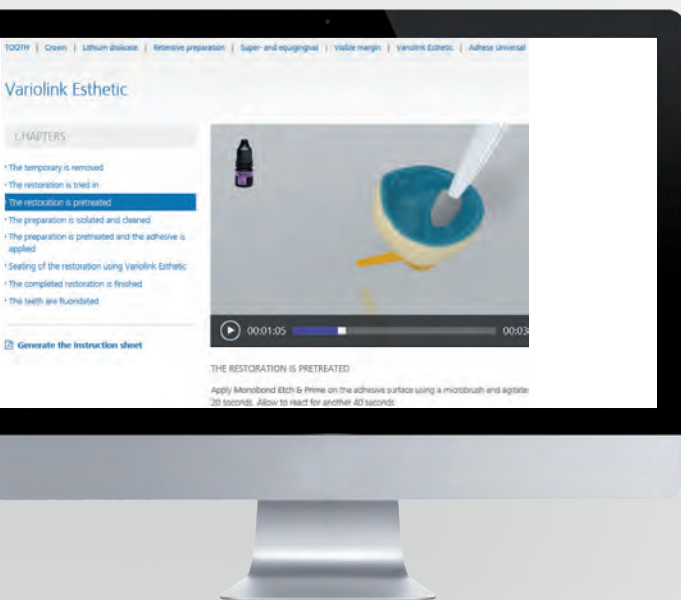 TOOTH | Crown | Lithium disilicate | Retentive preparation | Super- and equigingival | Visible margin | Variolink Esthetic | Adhese Universal
Variolink Esthetic
CHAPTERS
The temporary is removed
The restoration is tried in
The restoration is pretreated
The preparation is isolated and cleaned
The preparation is pretreated and the adhesive is
applied
Seating of the restoration using Variolink Esthetic
The completed restoration is finished
The teeth are fluoridated
Generate the instruction sheet
00:01:05
00:03
THE RESTORATION IS PRETREATED
Apply Monobond Etch & Prime on the adhesive surface using a microbrush and agitate
20 seconds. Allow to react for another 40 seconds.